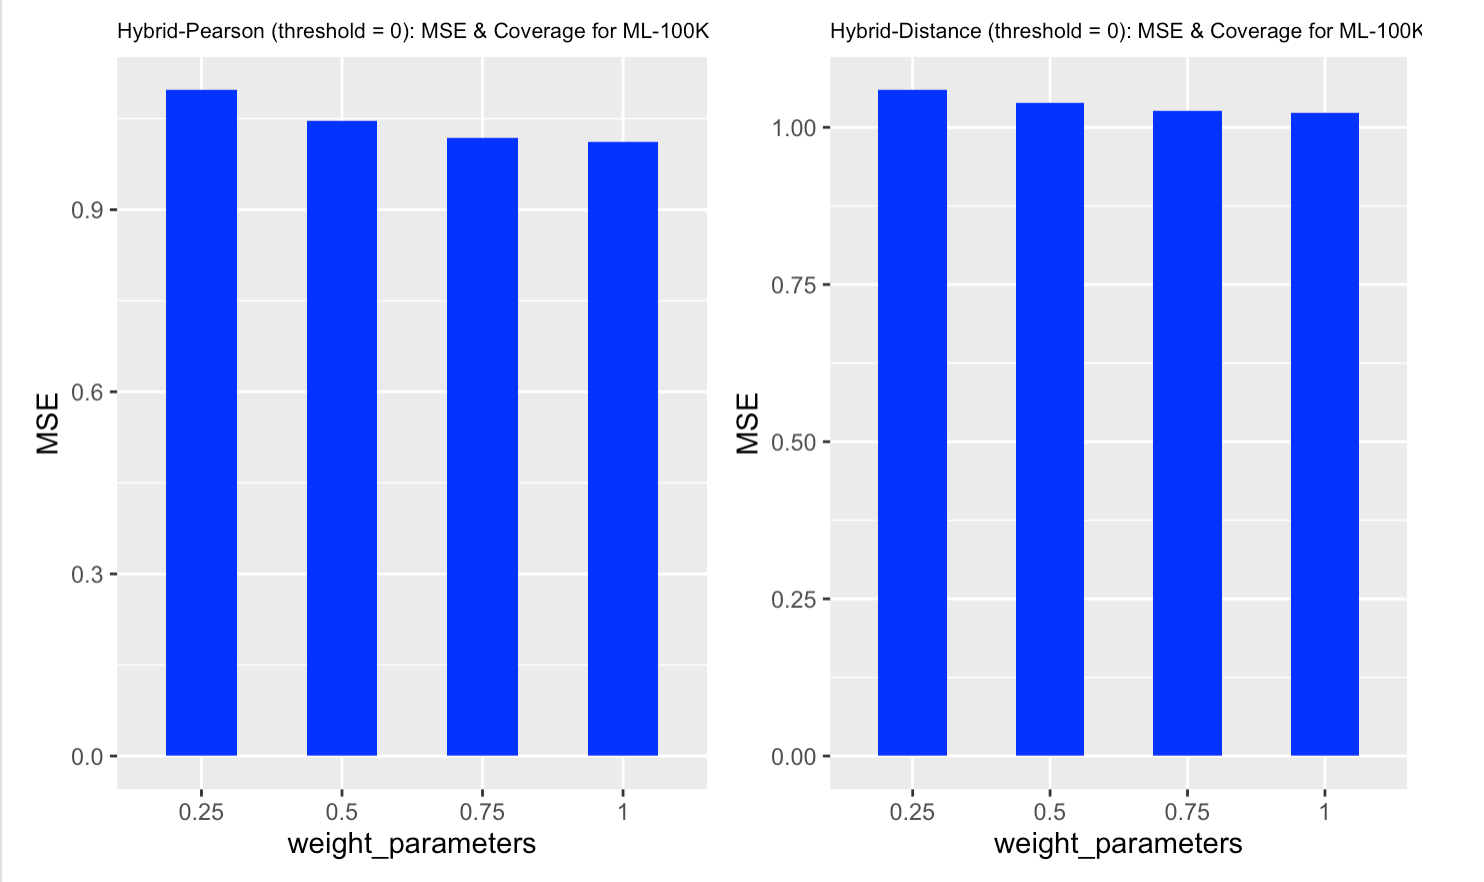 Hybrid-Pearson (threshold = 0): MSE & Coverage for ML-100K
MSE
0.9
0.6
0.3
0.0
0.25 0.5 0.75 1
weight_parameters
Hybrid-Distance (threshold = 0): MSE & Coverage for ML-100K
MSE
1.00
0.75
0.50
0.25
0.00
0.25 0.5 0.75 1
weight_parameters